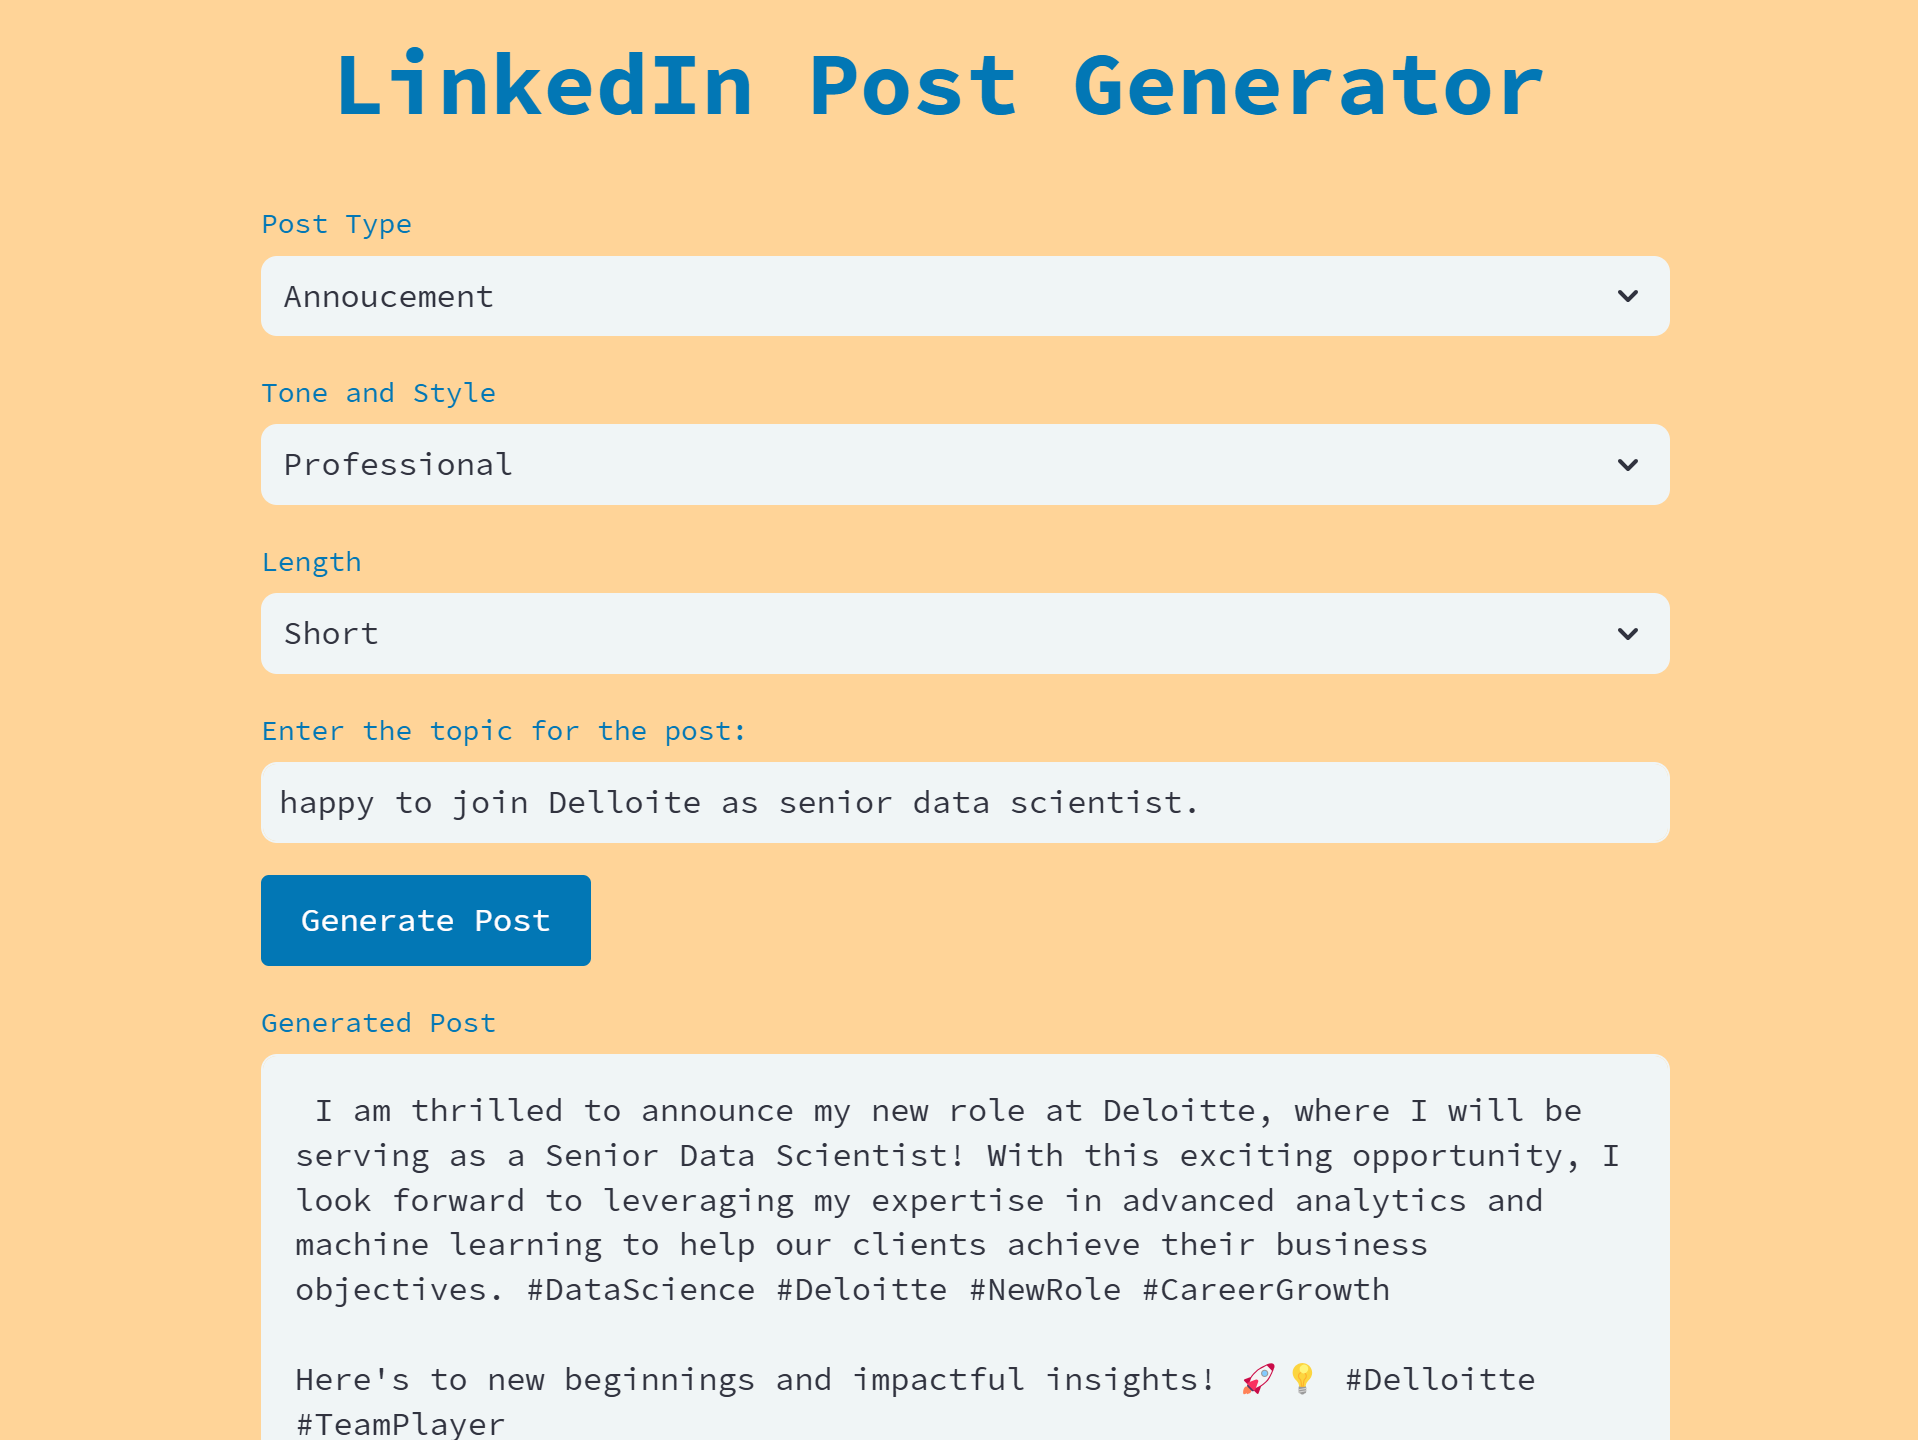 LinkedIn Post Generator
Post Type
Annoucement
Tone and Style
Professional
Length
Short
Enter the topic for the post:
happy to join Delloite as senior data scientist.
Generate Post
Generated Post
I am thrilled to announce my new role at Deloitte, where I will be
serving as a Senior Data Scientist! With this exciting opportunity, I
look forward to leveraging my expertise in advanced analytics and
machine learning to help our clients achieve their business
objectives. #DataScience #Deloitte #NewRole #CareerGrowth
Here's to new beginnings and impactful insights! 🚀💡 #Delloitte
#TeamPlayer